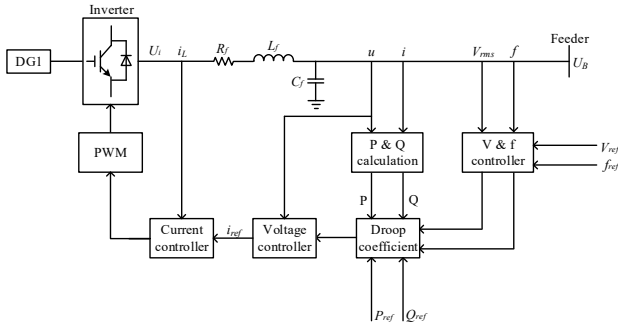 Inverter
DG1
U_i
i_L
R_f
L_f
C_f
u
i
V_rms
f
Feeder
U_B
PWM
P & Q
calculation
V & f
controller
V_ref
f_ref
P
Q
Current
controller
i_ref
Voltage
controller
Droop
coefficient
P_ref
Q_ref